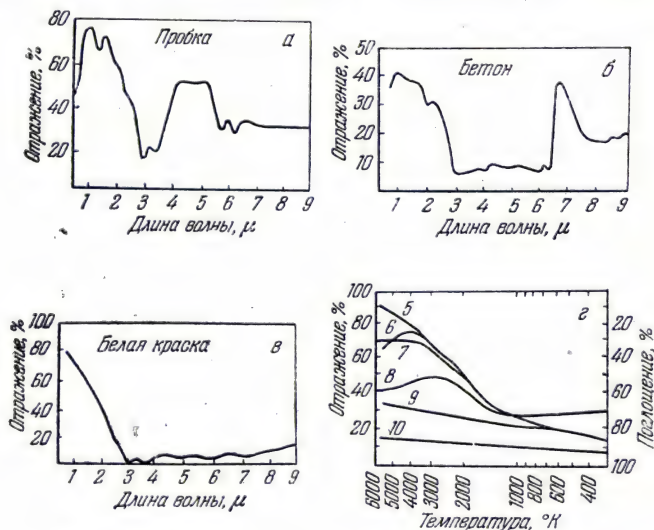 80
60
40
20
Отражение, %
Пробка
а
1 2 3 4 5 6 7 8 9
Длина волны, μ
50
40
30
20
10
Отражение, %
Бетон
б
1 2 3 4 5 6 7 8 9
Длина волны, μ
100
80
60
40
20
Отражение, %
Белая краска
в
1 2 3 4 5 6 7 8 9
Длина волны, μ
100
80
60
40
20
Отражение, %
5
6
7
8
9
10
г
20
40
60
80
100
Поглощение, %
6000 5000 4000 3000 2000 1000 800 600 400
Температура, °К